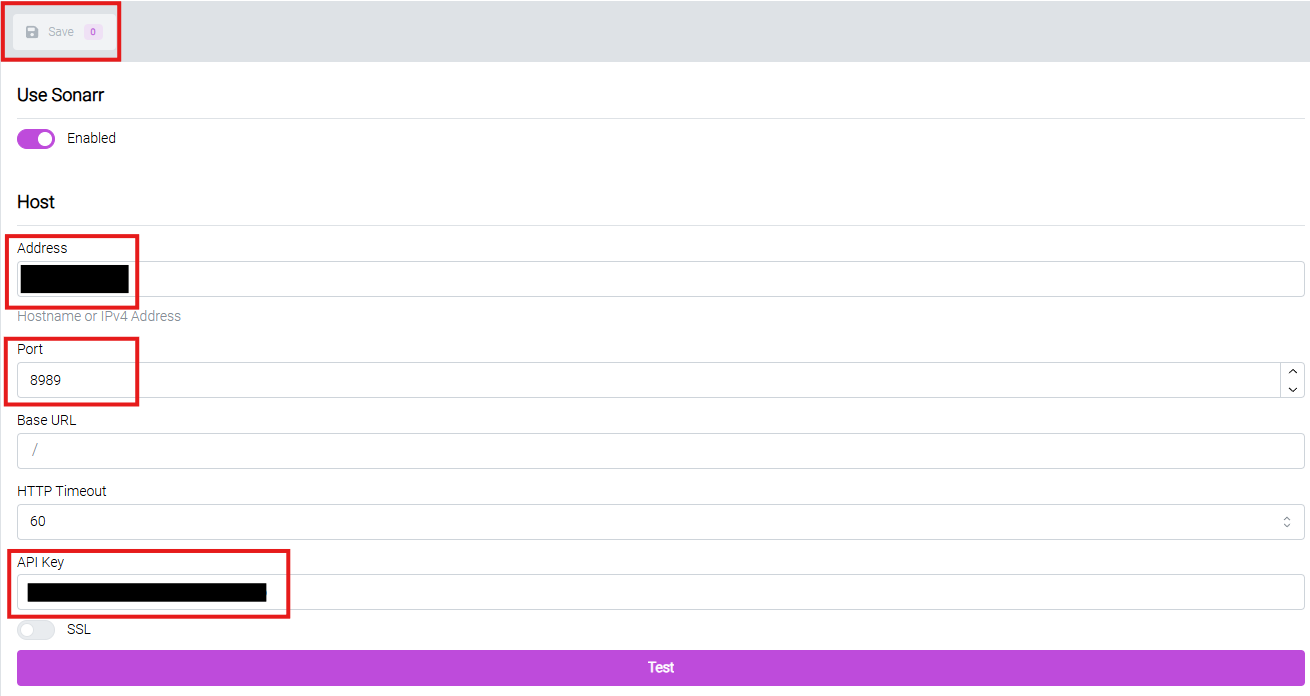 Save 0
Use Sonarr
Enabled
Host
Address
Hostname or IPv4 Address
Port
8989
Base URL
/
HTTP Timeout
60
API Key
SSL
Test